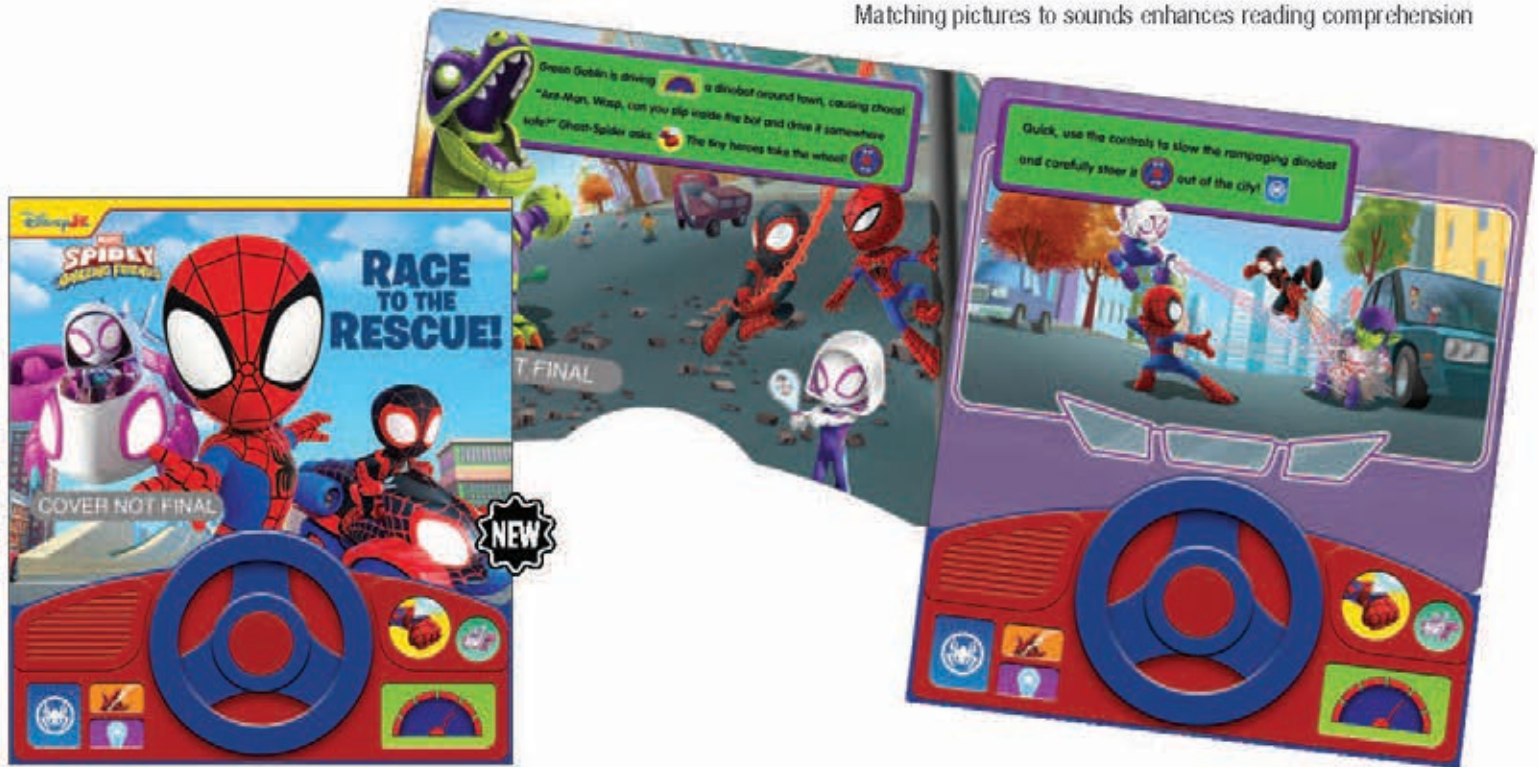 Matching pictures to sounds enhances reading comprehension
Green Goblin is driving a dinobot around town, causing chaos!
"Ant-Man, Wasp, can you slip inside the bot and drive it somewhere
safe?" Ghost-Spider asks. The tiny heroes take the wheel!
Quick, use the controls to slow the rampaging dinobot
and carefully steer it out of the city!
Disney Jr.
MARVEL
SPIDEY
AMAZING FRIENDS
RACE
TO THE
RESCUE!
T FINAL
COVER NOT FINAL
NEW